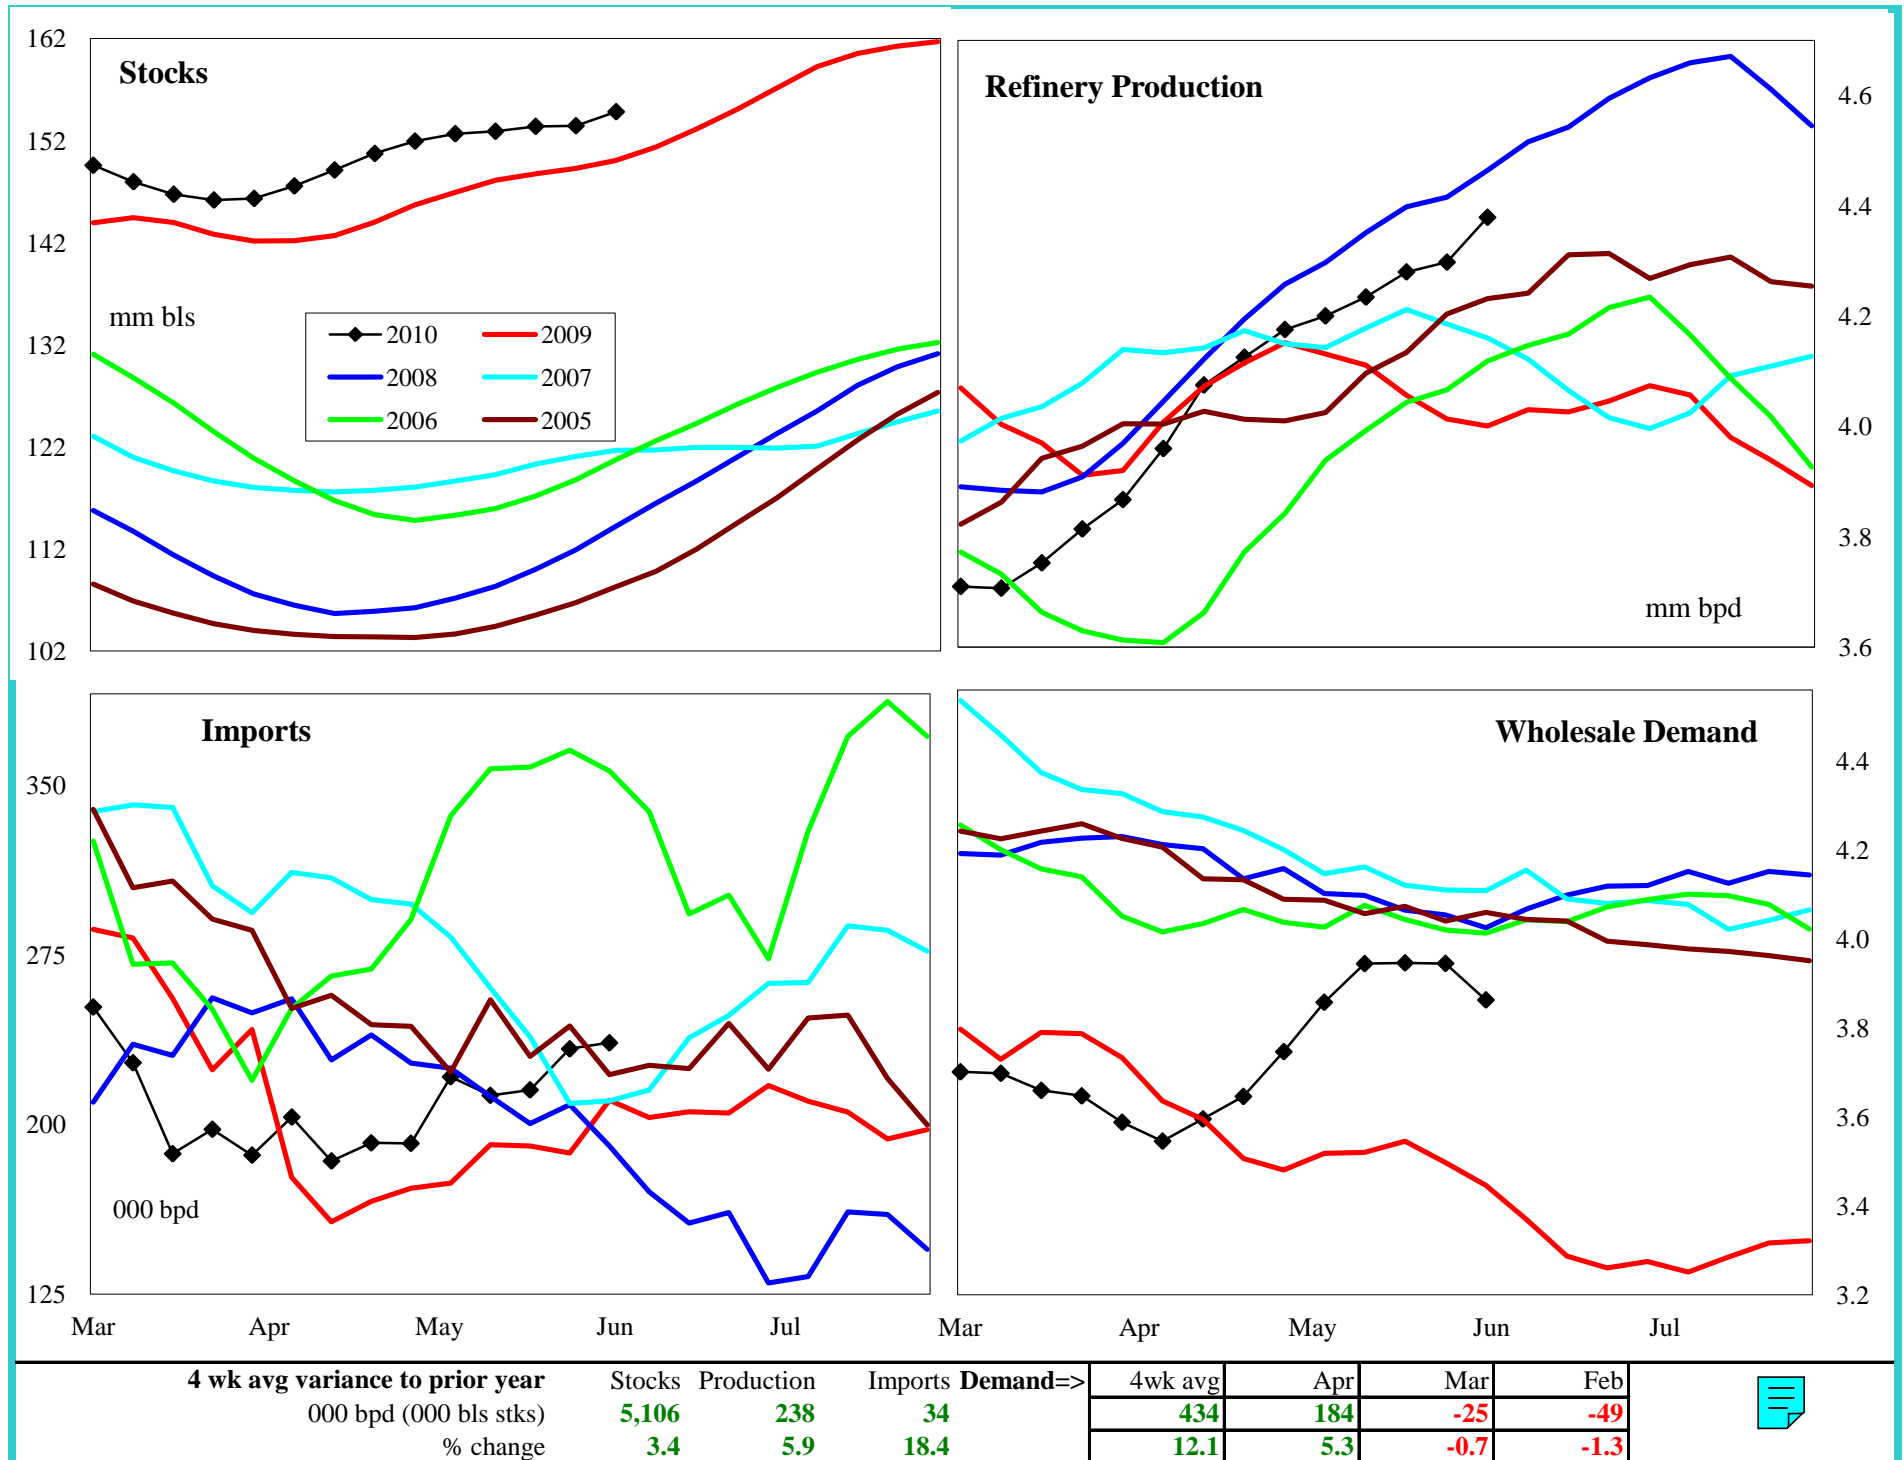 Stocks
162
152
142
132
122
112
102
mm bls
2010 2009
2008 2007
2006 2005
Refinery Production
4.6
4.4
4.2
4.0
3.8
3.6
mm bpd
Imports
350
275
200
125
000 bpd
Mar Apr May Jun Jul
Wholesale Demand
4.4
4.2
4.0
3.8
3.6
3.4
3.2
Mar Apr May Jun Jul
4 wk avg variance to prior year Stocks Production Imports Demand=> 4wk avg Apr Mar Feb
000 bpd (000 bls stks) 5,106 238 34 434 184 -25 -49
% change 3.4 5.9 18.4 12.1 5.3 -0.7 -1.3